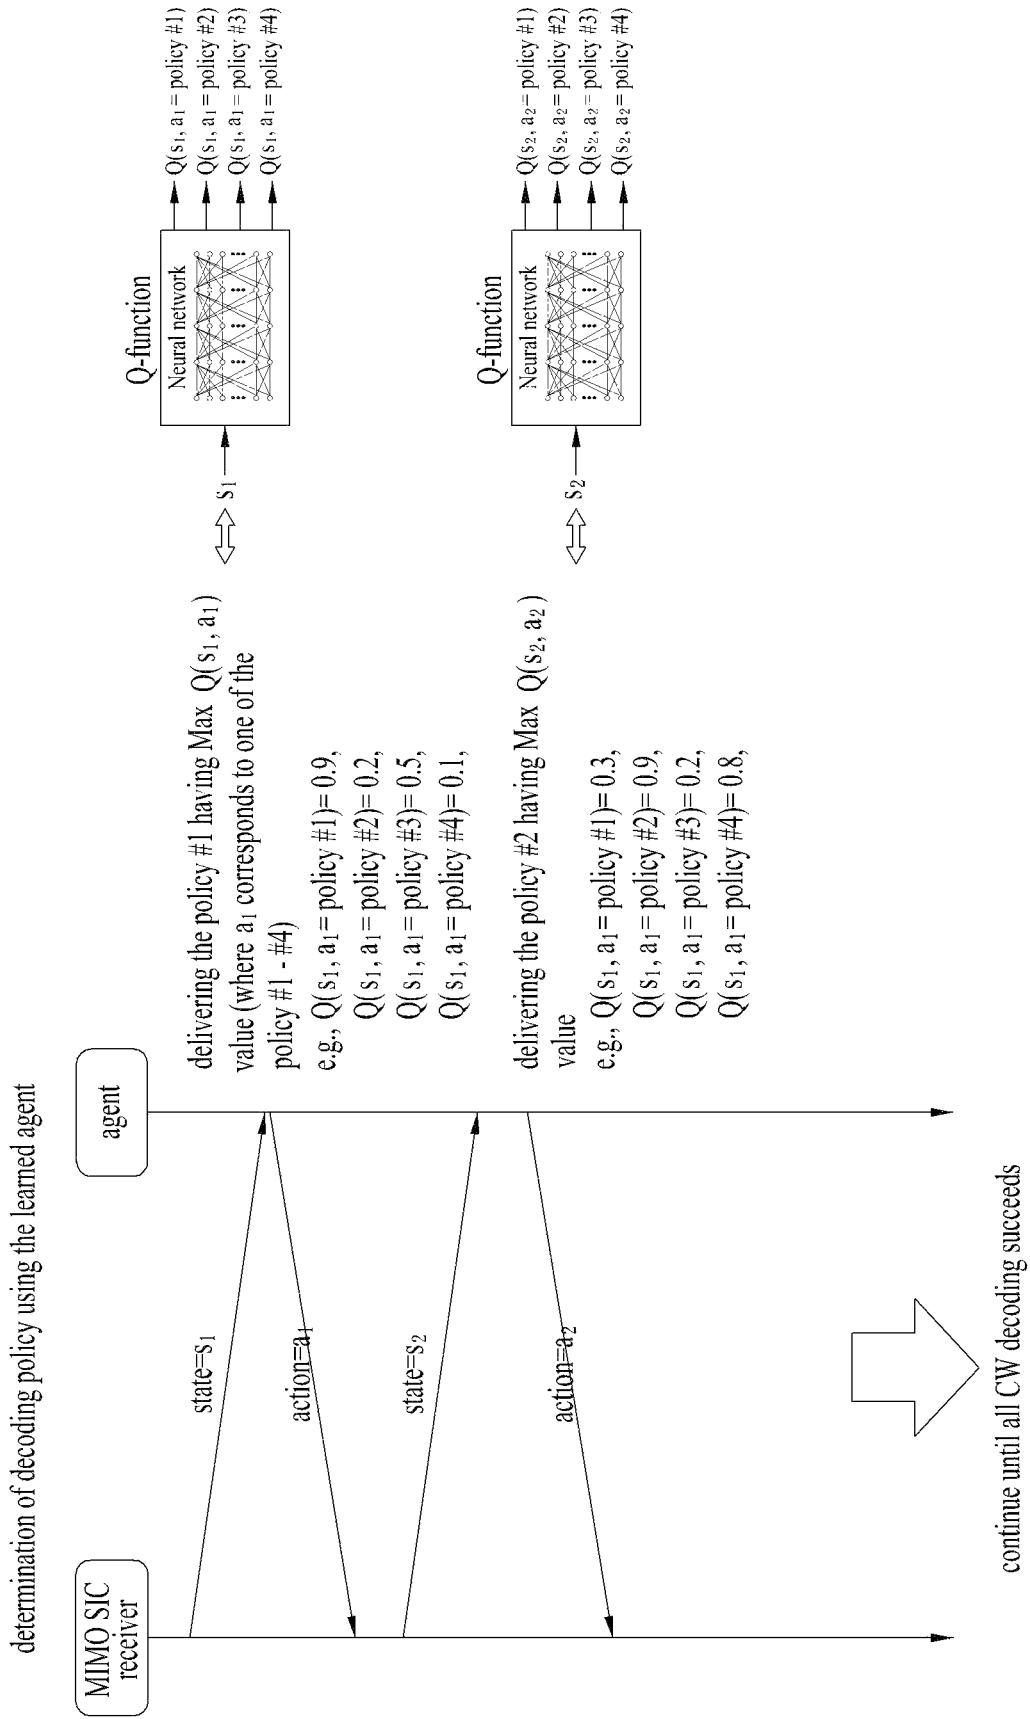 determination of decoding policy using the learned agent
MIMO SIC
receiver
agent
state=s1
action=a1
state=s2
action=a2
delivering the policy #1 having Max Q(s1, a1)
value (where a1 corresponds to one of the
policy #1 - #4)
e.g., Q(s1, a1= policy #1)= 0.9,
Q(s1, a1= policy #2)= 0.2,
Q(s1, a1= policy #3)= 0.5,
Q(s1, a1= policy #4)= 0.1,
s1
Q-function
Neural network
Q(s1, a1= policy #1)
Q(s1, a1= policy #2)
Q(s1, a1= policy #3)
Q(s1, a1= policy #4)
delivering the policy #2 having Max Q(s2, a2)
value
e.g., Q(s1, a1= policy #1)= 0.3,
Q(s1, a1= policy #2)= 0.9,
Q(s1, a1= policy #3)= 0.2,
Q(s1, a1= policy #4)= 0.8,
s2
Q-function
Neural network
Q(s2, a2= policy #1)
Q(s2, a2= policy #2)
Q(s2, a2= policy #3)
Q(s2, a2= policy #4)
continue until all CW decoding succeeds